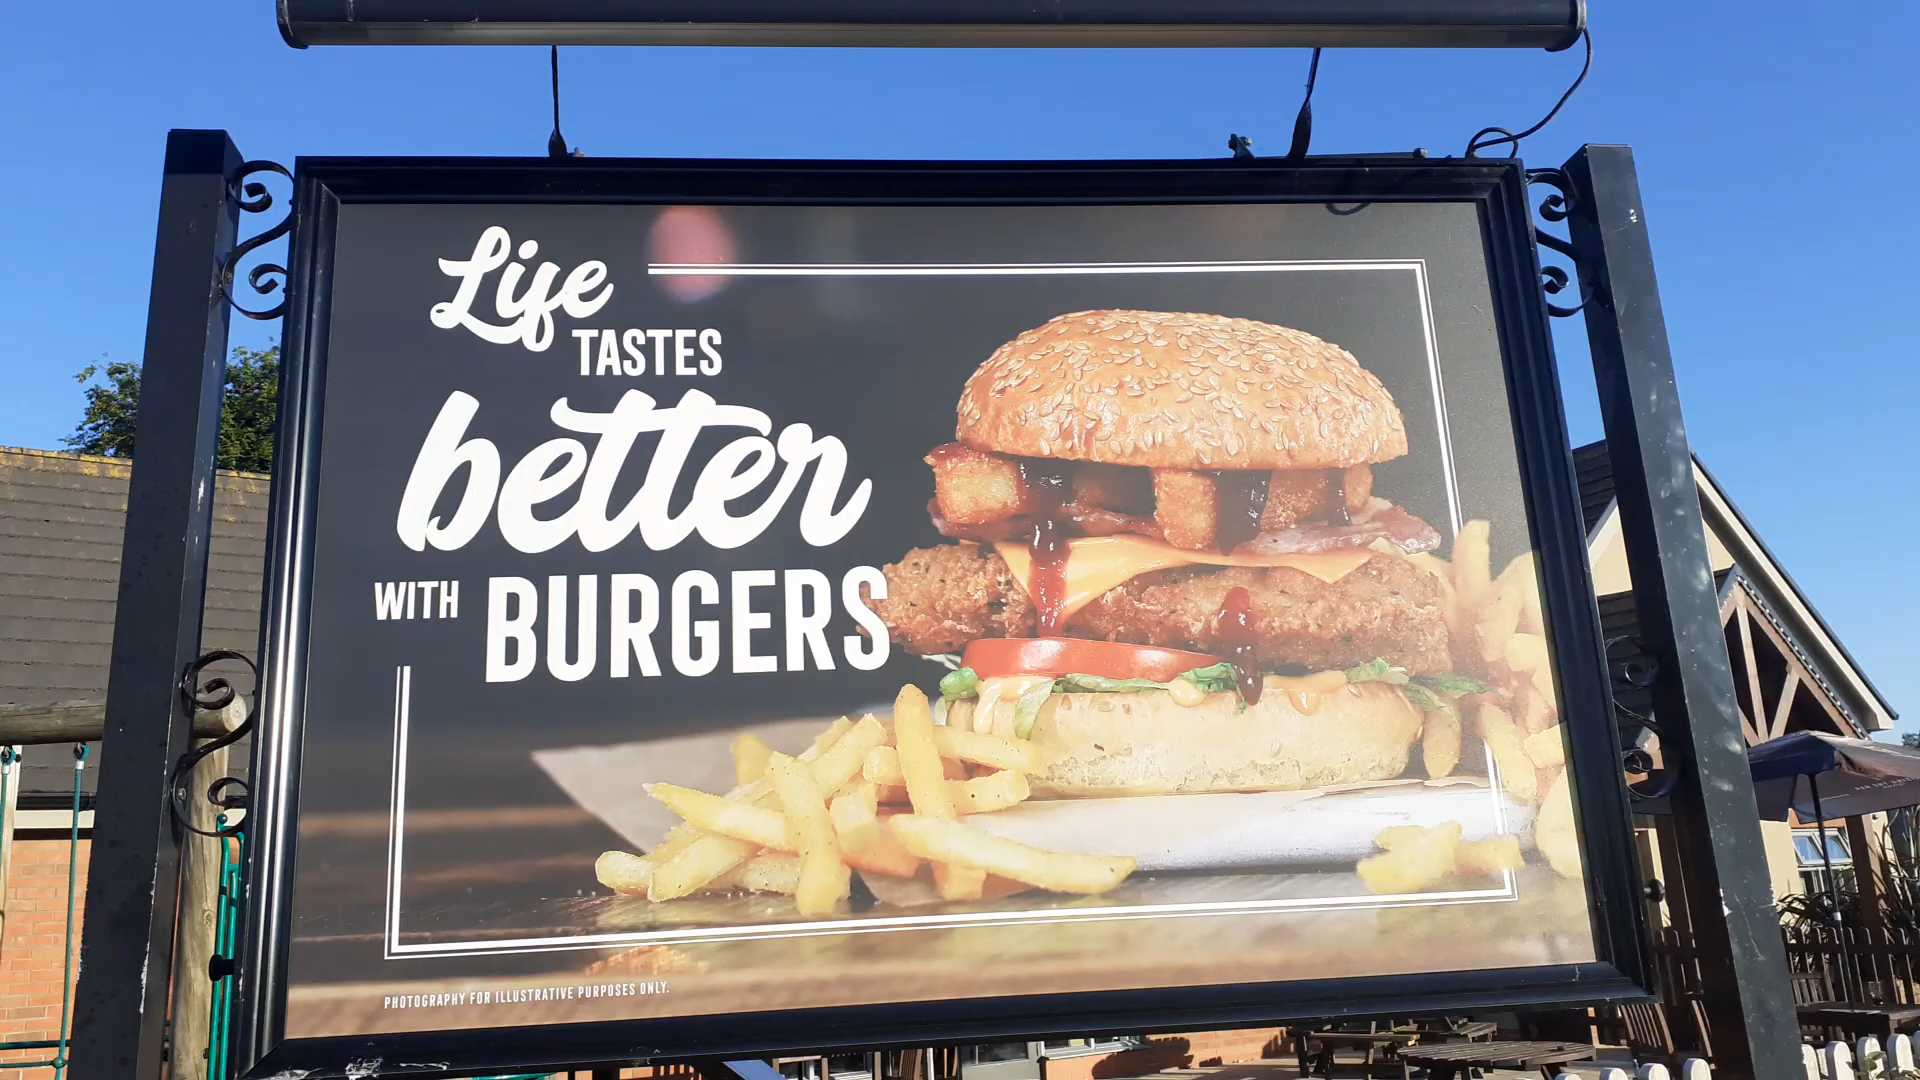 Life
TASTES
better
WITH BURGERS
PHOTOGRAPHY FOR ILLUSTRATIVE PURPOSES ONLY.